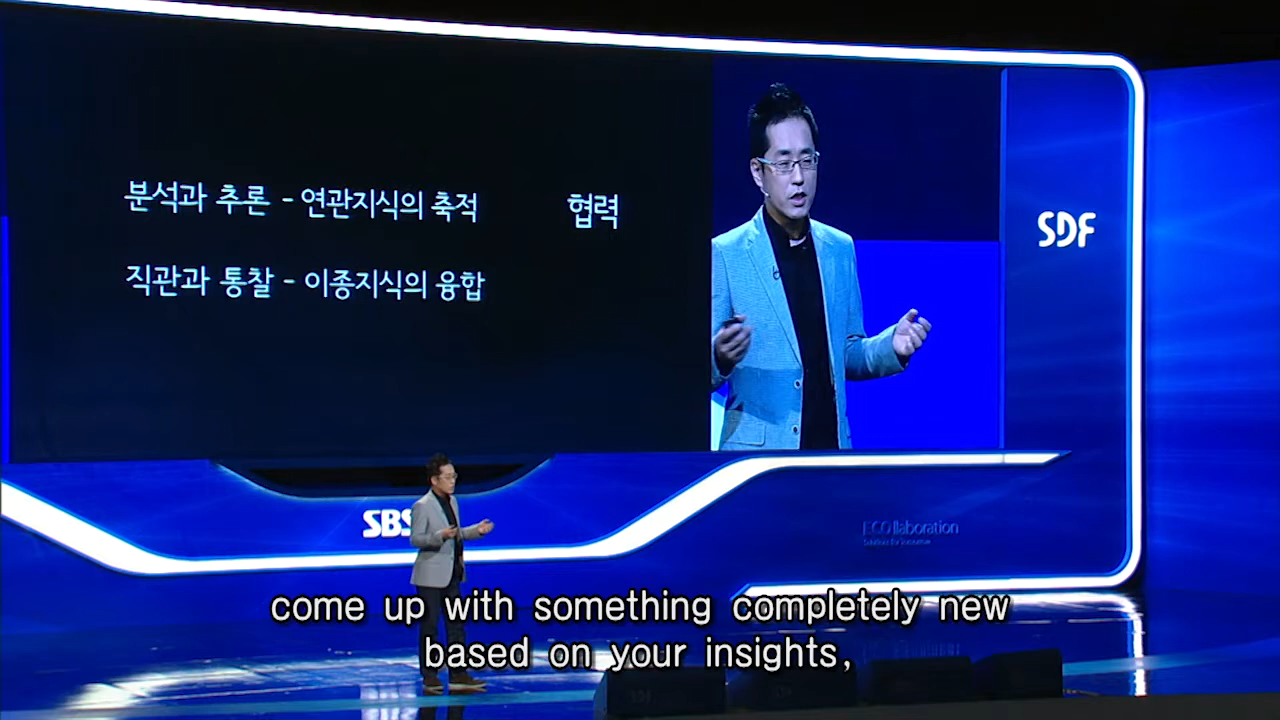 분석과 추론 - 연관지식의 축적 협력
직관과 통찰 - 이종지식의 융합
SDF
SBS
ECOllaboration
come up with something completely new
based on your insights,
SDF